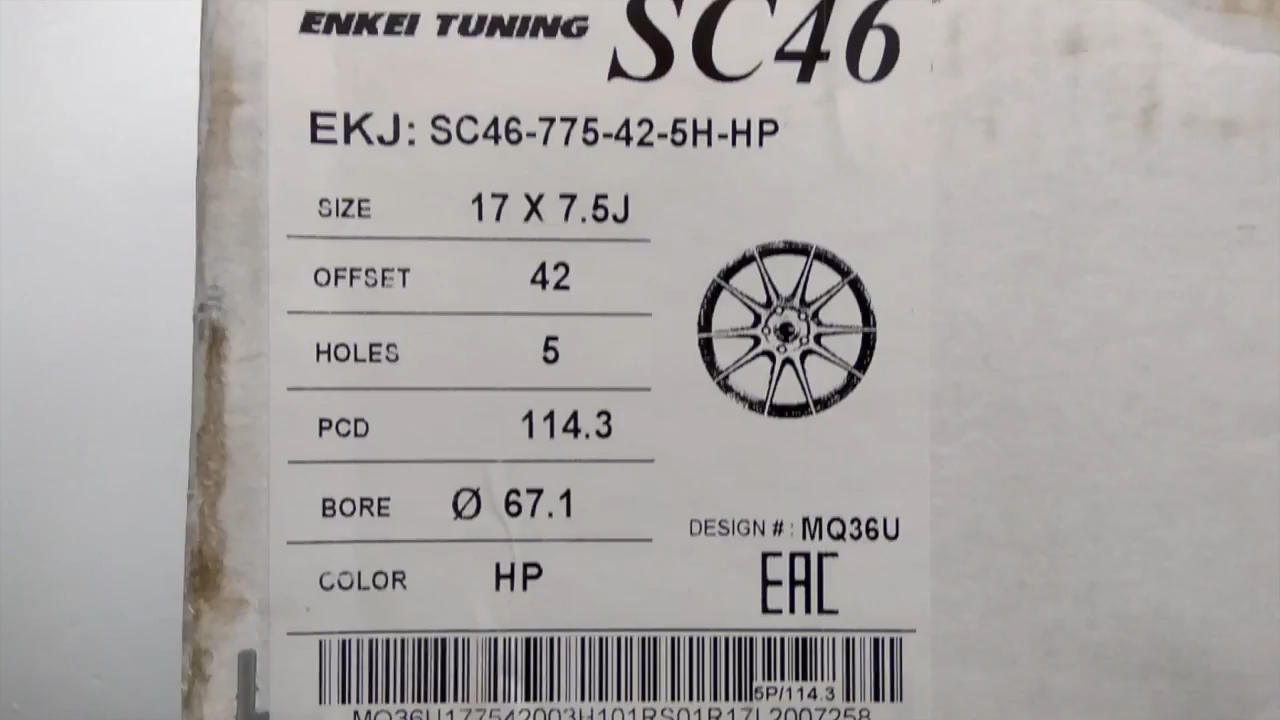 ENKEI TUNING SC46
EKJ: SC46-775-42-5H-HP
SIZE 17 X 7.5J
OFFSET 42
HOLES 5
PCD 114.3
BORE Ø 67.1
DESIGN #: MQ36U
COLOR HP
EAC
5P/114.3
MQ36U177542003H101RS01R17L2007258